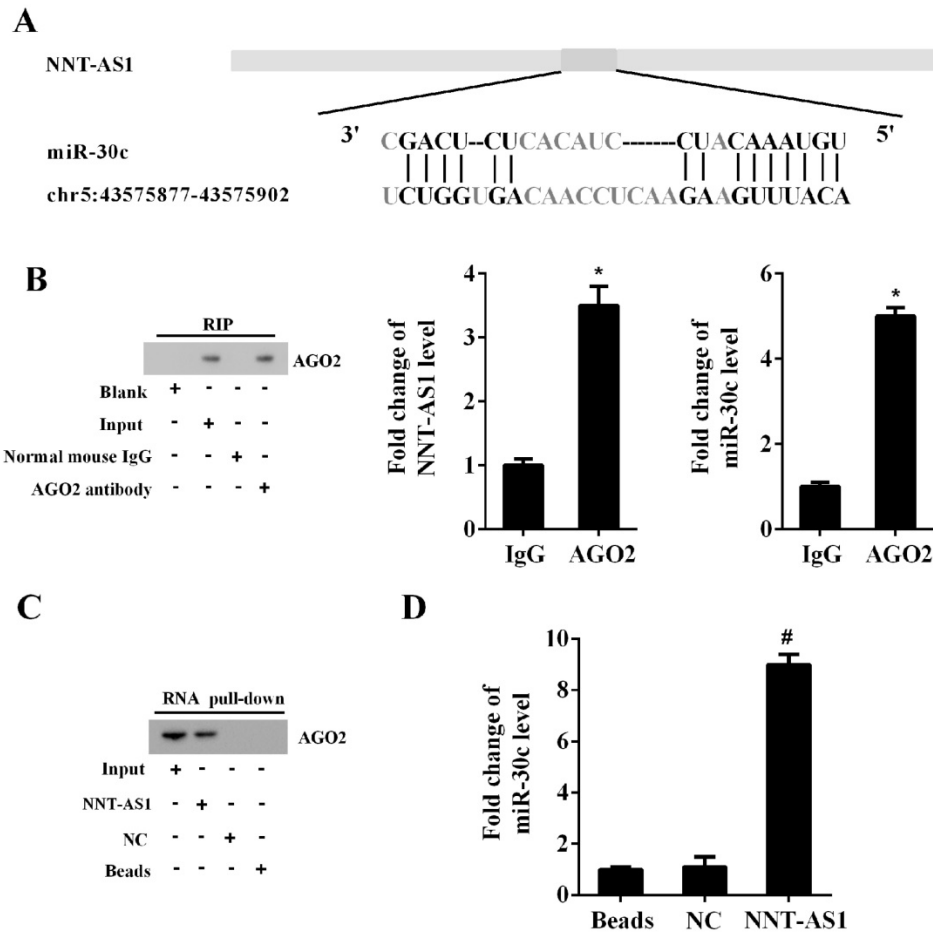 A
NNT-AS1
3' CGACU--CUCACAUC-------CUACAAAUGU 5'
miR-30c
chr5:43575877-43575902 UCUGGUGACAACCUCAAGAAGUUUACA
B
RIP
AGO2
Blank + - - -
Input - + - -
Normal mouse IgG - - + -
AGO2 antibody - - - +
Fold change of
NNT-AS1 level
4
3
2
1
0
*
IgG AGO2
Fold change of
miR-30c level
6
4
2
0
*
IgG AGO2
C
RNA pull-down
AGO2
Input + - - -
NNT-AS1 - + - -
NC - - + -
Beads - - - +
D
Fold change of
miR-30c level
10
8
6
4
2
0
#
Beads NC NNT-AS1